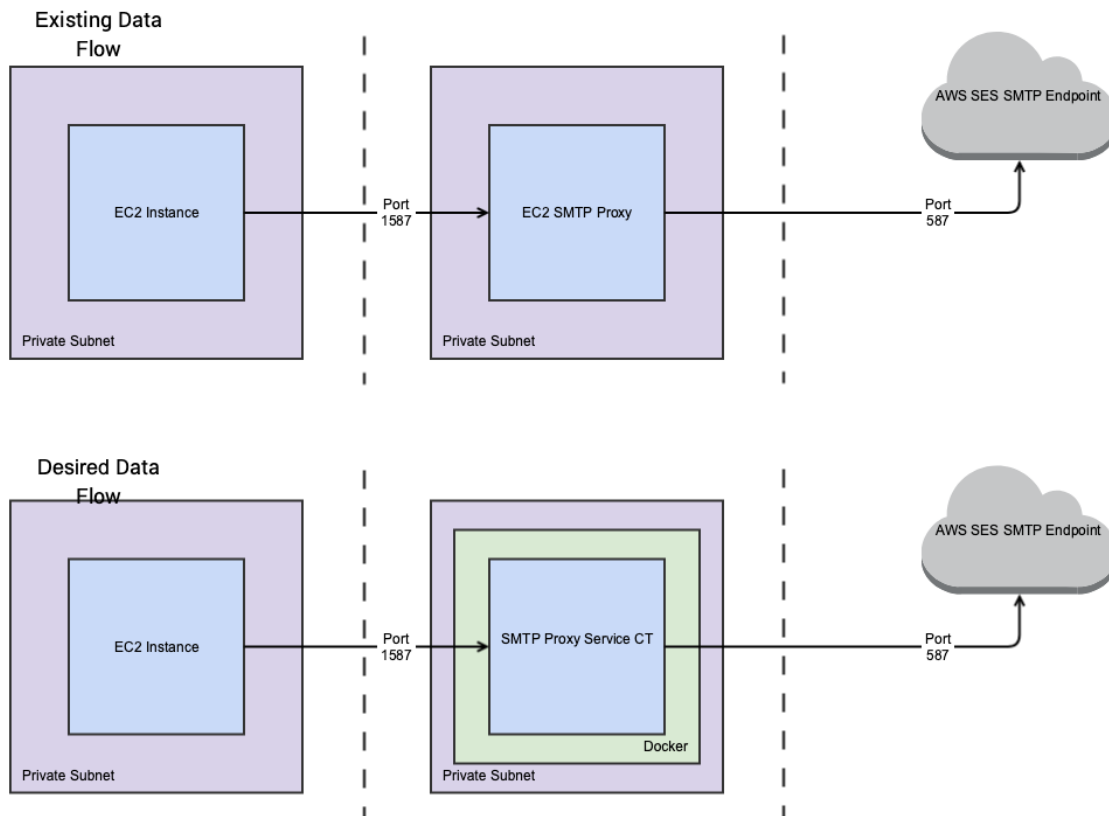 Existing Data
Flow
AWS SES SMTP Endpoint
EC2 Instance
Port
1587
EC2 SMTP Proxy
Port
587
Private Subnet
Private Subnet
Desired Data
Flow
AWS SES SMTP Endpoint
EC2 Instance
Port
1587
SMTP Proxy Service CT
Port
587
Docker
Private Subnet
Private Subnet